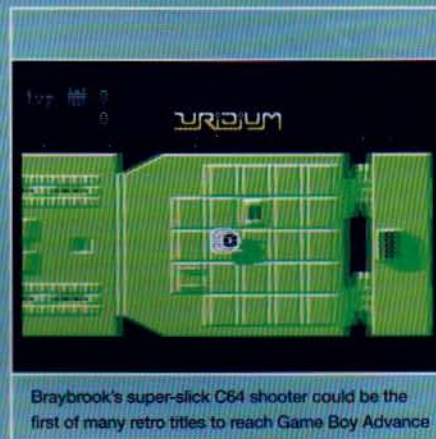 1up 0
0
URIDIUM
Braybrook's super-slick C64 shooter could be the
first of many retro titles to reach Game Boy Advance